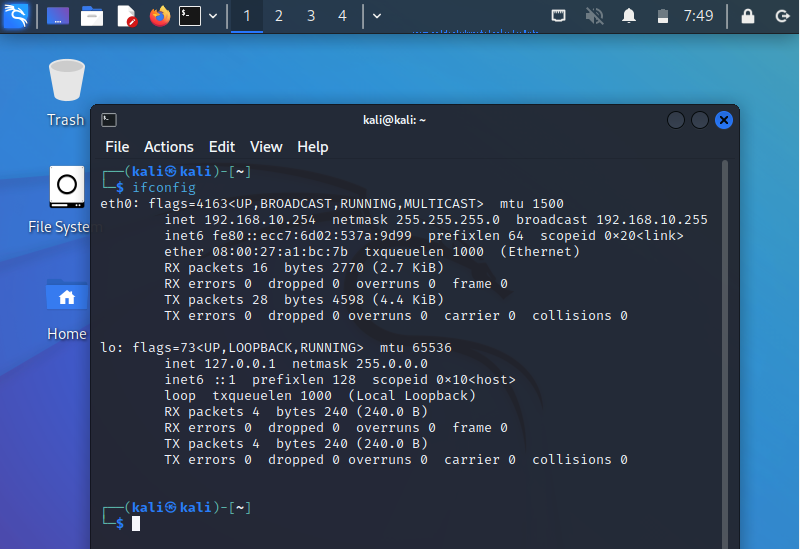 1 2 3 4 7:49
Trash
File System
Home
kali@kali: ~
File Actions Edit View Help
┌──(kali㉿kali)-[~]
└─$ ifconfig
eth0: flags=4163<UP,BROADCAST,RUNNING,MULTICAST>  mtu 1500
        inet 192.168.10.254  netmask 255.255.255.0  broadcast 192.168.10.255
        inet6 fe80::ecc7:6d02:537a:9d99  prefixlen 64  scopeid 0×20<link>
        ether 08:00:27:a1:bc:7b  txqueuelen 1000  (Ethernet)
        RX packets 16  bytes 2770 (2.7 KiB)
        RX errors 0  dropped 0  overruns 0  frame 0
        TX packets 28  bytes 4598 (4.4 KiB)
        TX errors 0  dropped 0 overruns 0  carrier 0  collisions 0
lo: flags=73<UP,LOOPBACK,RUNNING>  mtu 65536
        inet 127.0.0.1  netmask 255.0.0.0
        inet6 ::1  prefixlen 128  scopeid 0×10<host>
        loop  txqueuelen 1000  (Local Loopback)
        RX packets 4  bytes 240 (240.0 B)
        RX errors 0  dropped 0  overruns 0  frame 0
        TX packets 4  bytes 240 (240.0 B)
        TX errors 0  dropped 0 overruns 0  carrier 0  collisions 0
┌──(kali㉿kali)-[~]
└─$